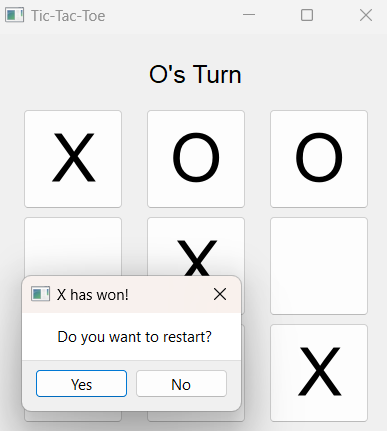 Tic-Tac-Toe
O's Turn
X O O
X
X has won!
Do you want to restart?
Yes No
X